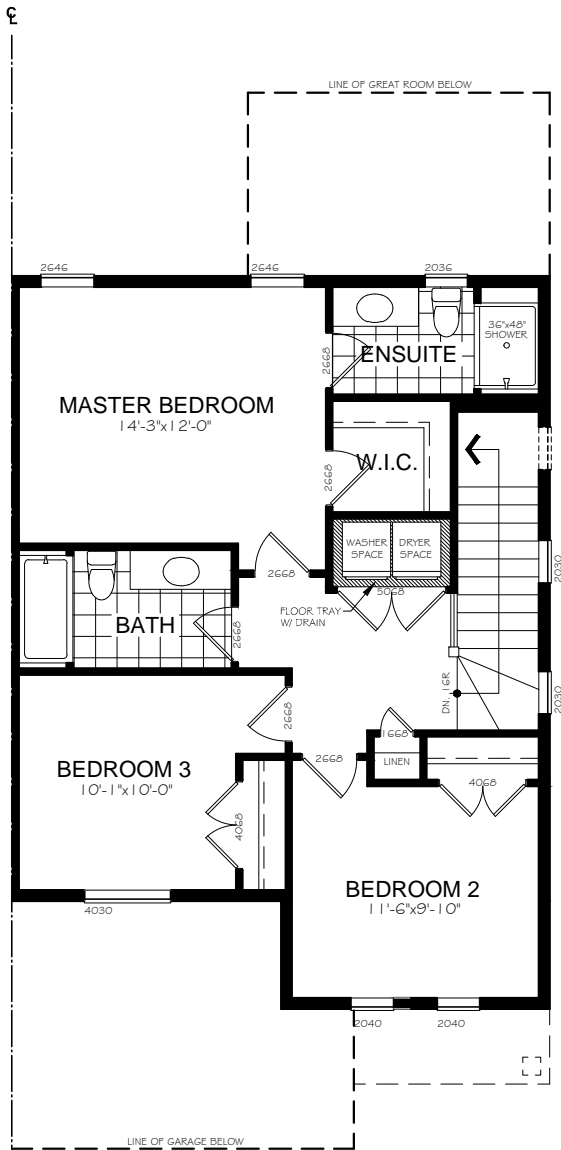 ℄
LINE OF GREAT ROOM BELOW
2646
2646
2036
36"x48"
SHOWER
2668
ENSUITE
MASTER BEDROOM
14'-3"x12'-0"
2668
W.I.C.
WASHER
SPACE
DRYER
SPACE
2030
2668
5068
FLOOR TRAY
W/ DRAIN
BATH
2668
DN. 16R
2030
2668
1668
LINEN
2668
BEDROOM 3
10'-1"x10'-0"
4068
4068
BEDROOM 2
11'-6"x9'-10"
4030
2040
2040
LINE OF GARAGE BELOW